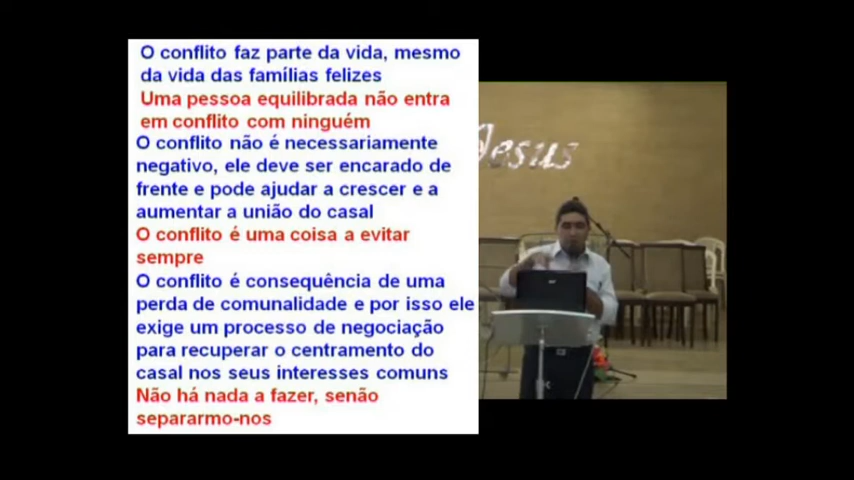 O conflito faz parte da vida, mesmo
da vida das famílias felizes
Uma pessoa equilibrada não entra
em conflito com ninguém
O conflito não é necessariamente
negativo, ele deve ser encarado de
frente e pode ajudar a crescer e a
aumentar a união do casal
O conflito é uma coisa a evitar
sempre
O conflito é consequência de uma
perda de comunalidade e por isso ele
exige um processo de negociação
para recuperar o centramento do
casal nos seus interesses comuns
Não há nada a fazer, senão
separarmo-nos
Jesus